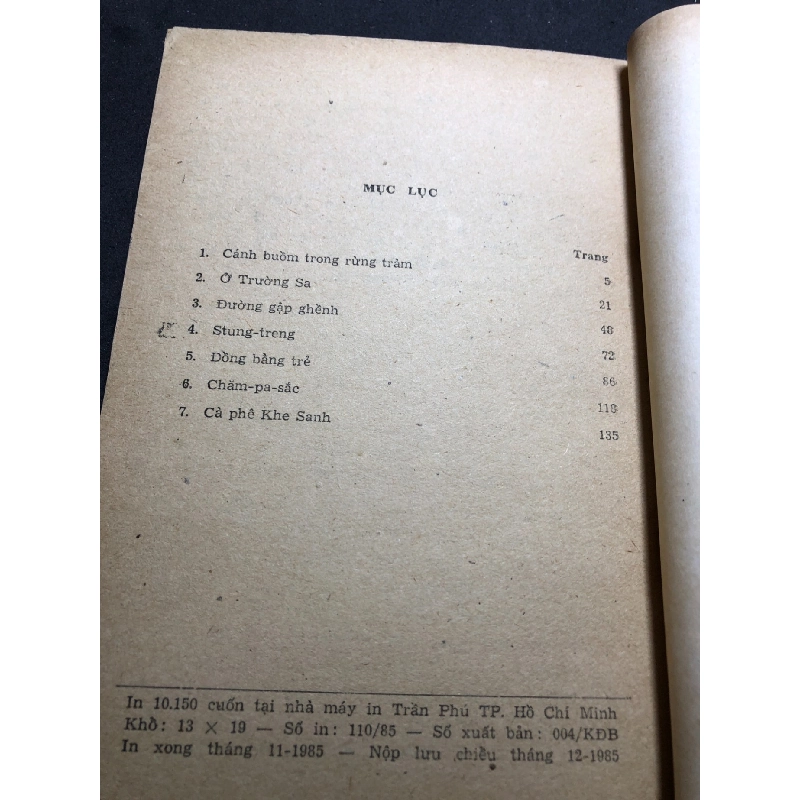 MỤC LỤC
Trang
1. Cánh buồm trong rừng tràm 5
2. Ở Trường Sa 21
3. Đường gập ghềnh 48
4. Stung-treng 72
5. Đồng bằng trẻ 86
6. Chăm-pa-sắc 118
7. Cà phê Khe Sanh 135
In 10.150 cuốn tại nhà máy in Trần Phú TP. Hồ Chí Minh
Khổ: 13 × 19 — Số in: 110/85 — Số xuất bản: 004/KĐB
In xong tháng 11-1985 — Nộp lưu chiểu tháng 12-1985